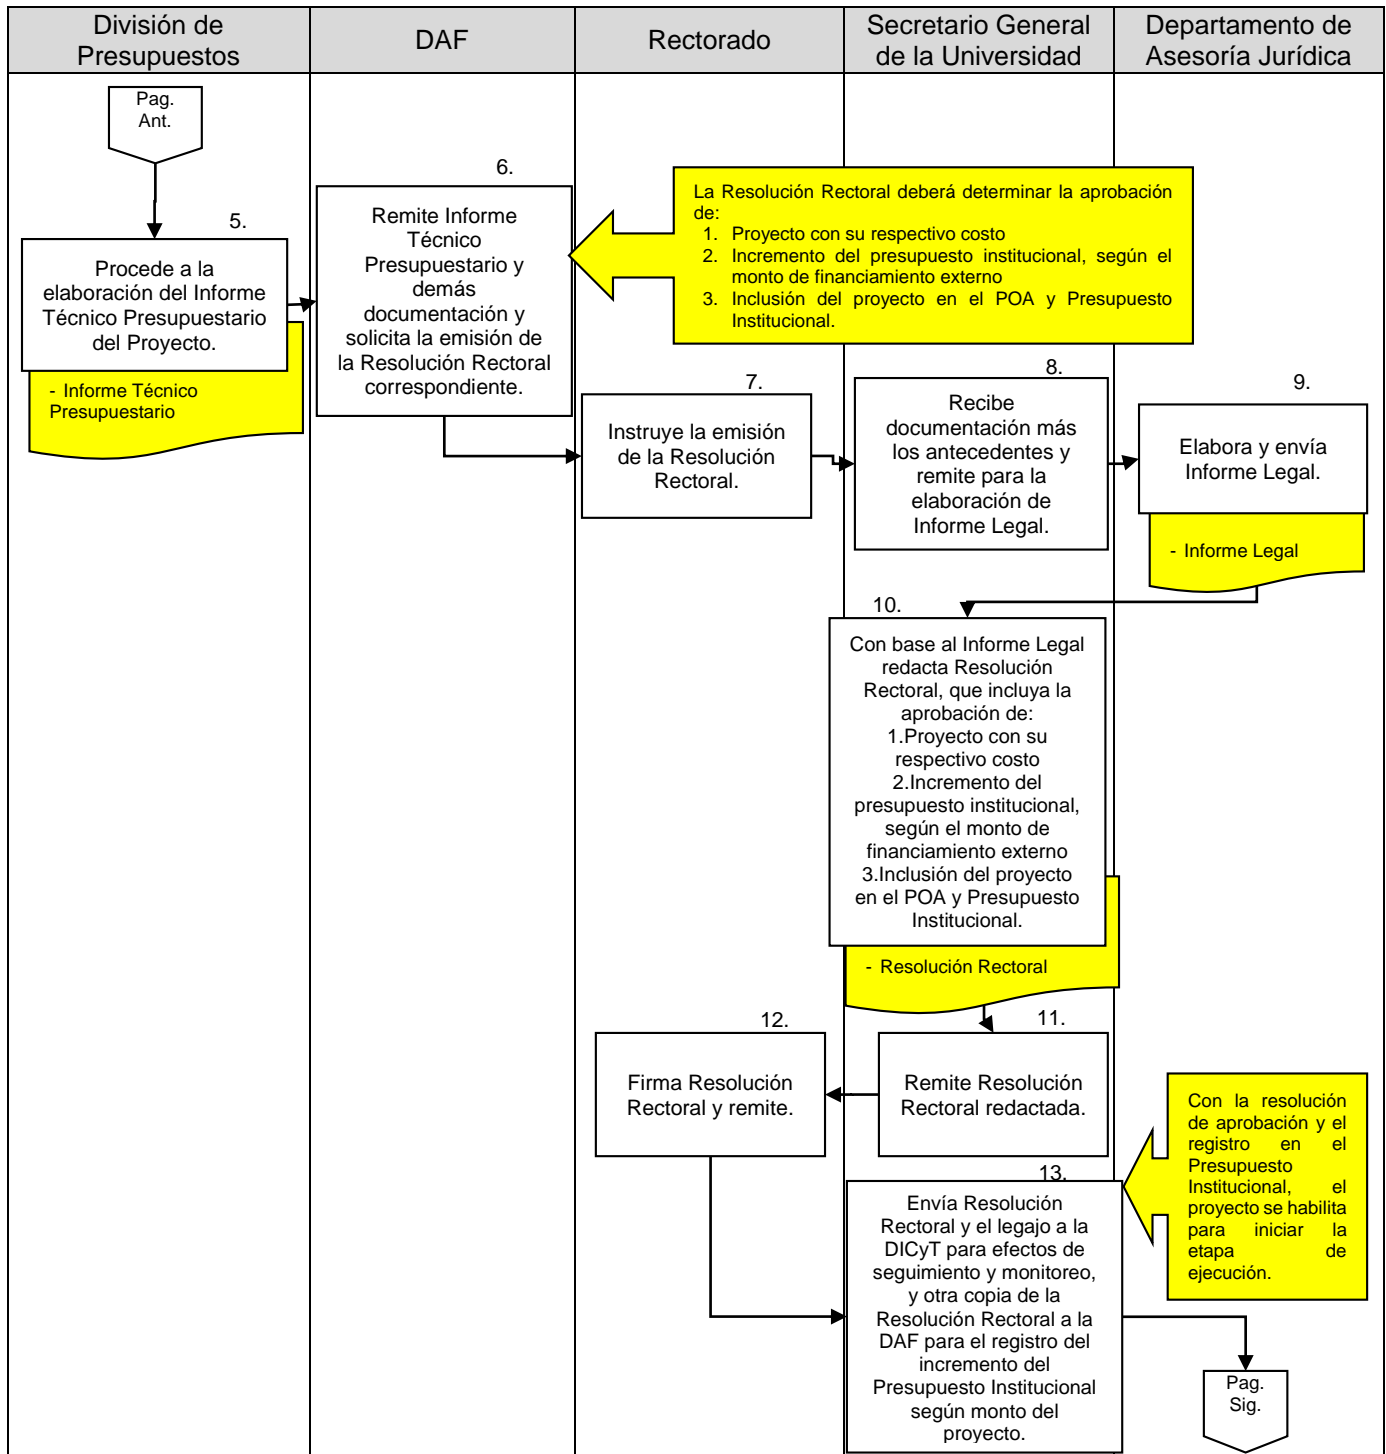 División de
Presupuestos
DAF
Rectorado
Secretario General
de la Universidad
Departamento de
Asesoría Jurídica
Pag.
Ant.
5.
Procede a la
elaboración del Informe
Técnico Presupuestario
del Proyecto.
- Informe Técnico
Presupuestario
6.
Remite Informe
Técnico
Presupuestario y
demás
documentación y
solicita la emisión de
la Resolución Rectoral
correspondiente.
La Resolución Rectoral deberá determinar la aprobación
de:
1. Proyecto con su respectivo costo
2. Incremento del presupuesto institucional, según el
monto de financiamiento externo
3. Inclusión del proyecto en el POA y Presupuesto
Institucional.
7.
Instruye la emisión
de la Resolución
Rectoral.
8.
Recibe
documentación más
los antecedentes y
remite para la
elaboración de
Informe Legal.
9.
Elabora y envía
Informe Legal.
- Informe Legal
10.
Con base al Informe Legal
redacta Resolución
Rectoral, que incluya la
aprobación de:
1.Proyecto con su
respectivo costo
2.Incremento del
presupuesto institucional,
según el monto de
financiamiento externo
3.Inclusión del proyecto
en el POA y Presupuesto
Institucional.
- Resolución Rectoral
11.
Remite Resolución
Rectoral redactada.
12.
Firma Resolución
Rectoral y remite.
13.
Envía Resolución
Rectoral y el legajo a la
DICyT para efectos de
seguimiento y monitoreo,
y otra copia de la
Resolución Rectoral a la
DAF para el registro del
incremento del
Presupuesto Institucional
según monto del
proyecto.
Con la resolución
de aprobación y el
registro en el
Presupuesto
Institucional, el
proyecto se habilita
para iniciar la
etapa de
ejecución.
Pag.
Sig.